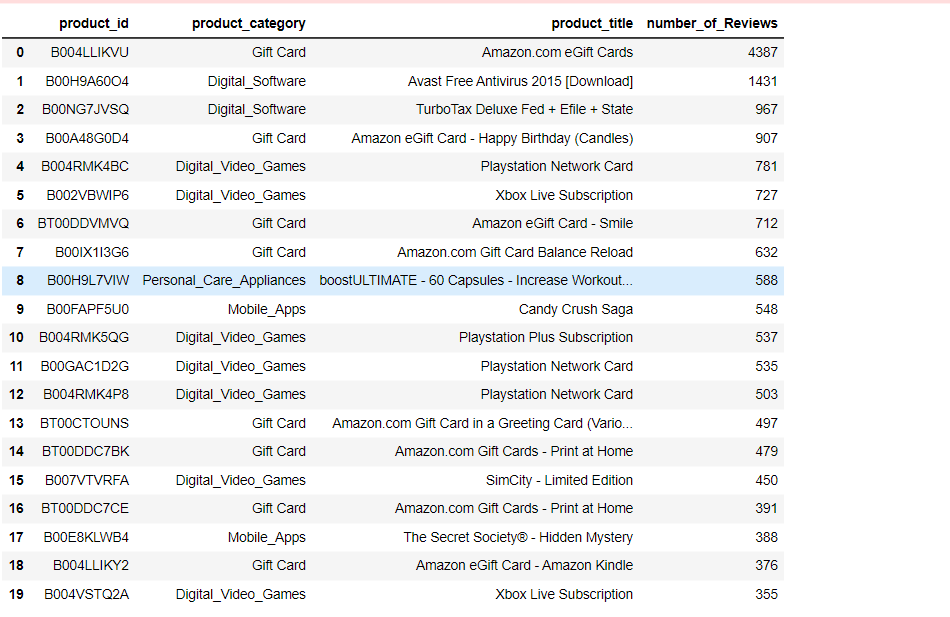 product_id product_category product_title number_of_Reviews
0 B004LLIKVU Gift Card Amazon.com eGift Cards 4387
1 B00H9A60O4 Digital_Software Avast Free Antivirus 2015 [Download] 1431
2 B00NG7JVSQ Digital_Software TurboTax Deluxe Fed + Efile + State 967
3 B00A48G0D4 Gift Card Amazon eGift Card - Happy Birthday (Candles) 907
4 B004RMK4BC Digital_Video_Games Playstation Network Card 781
5 B002VBWIP6 Digital_Video_Games Xbox Live Subscription 727
6 BT00DDVMVQ Gift Card Amazon eGift Card - Smile 712
7 B00IX1I3G6 Gift Card Amazon.com Gift Card Balance Reload 632
8 B00H9L7VIW Personal_Care_Appliances boostULTIMATE - 60 Capsules - Increase Workout... 588
9 B00FAPF5U0 Mobile_Apps Candy Crush Saga 548
10 B004RMK5QG Digital_Video_Games Playstation Plus Subscription 537
11 B00GAC1D2G Digital_Video_Games Playstation Network Card 535
12 B004RMK4P8 Digital_Video_Games Playstation Network Card 503
13 BT00CTOUNS Gift Card Amazon.com Gift Card in a Greeting Card (Vario... 497
14 BT00DDC7BK Gift Card Amazon.com Gift Cards - Print at Home 479
15 B007VTVRFA Digital_Video_Games SimCity - Limited Edition 450
16 BT00DDC7CE Gift Card Amazon.com Gift Cards - Print at Home 391
17 B00E8KLWB4 Mobile_Apps The Secret Society® - Hidden Mystery 388
18 B004LLIKY2 Gift Card Amazon eGift Card - Amazon Kindle 376
19 B004VSTQ2A Digital_Video_Games Xbox Live Subscription 355